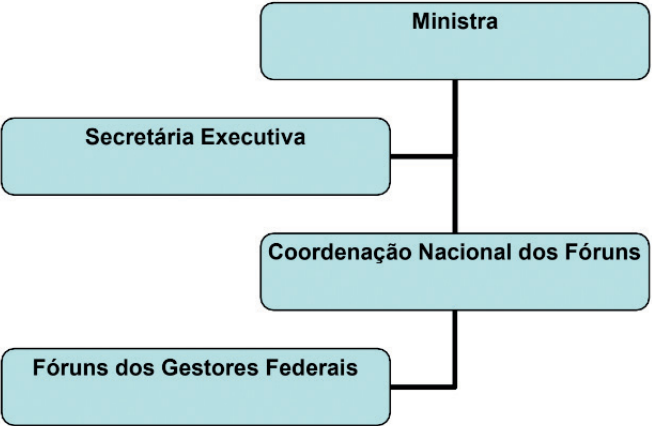 Ministra
Secretária Executiva
Coordenação Nacional dos Fóruns
Fóruns dos Gestores Federais